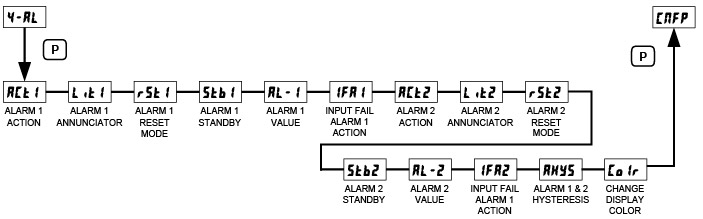 4-AL
CNFP
P
P
ACt1 Lit1 rSt1 Stb1 AL-1 IFA1 ACt2 Lit2 rSt2
ALARM 1 ALARM 1 ALARM 1 ALARM 1 ALARM 1 INPUT FAIL ALARM 2 ALARM 2 ALARM 2
ACTION ANNUNCIATOR RESET STANDBY VALUE ALARM 1 ACTION ANNUNCIATOR RESET
MODE ACTION MODE
Stb2 AL-2 IFA2 AHYS Colr
ALARM 2 ALARM 2 INPUT FAIL ALARM 1 & 2 CHANGE
STANDBY VALUE ALARM 1 HYSTERESIS DISPLAY
ACTION COLOR